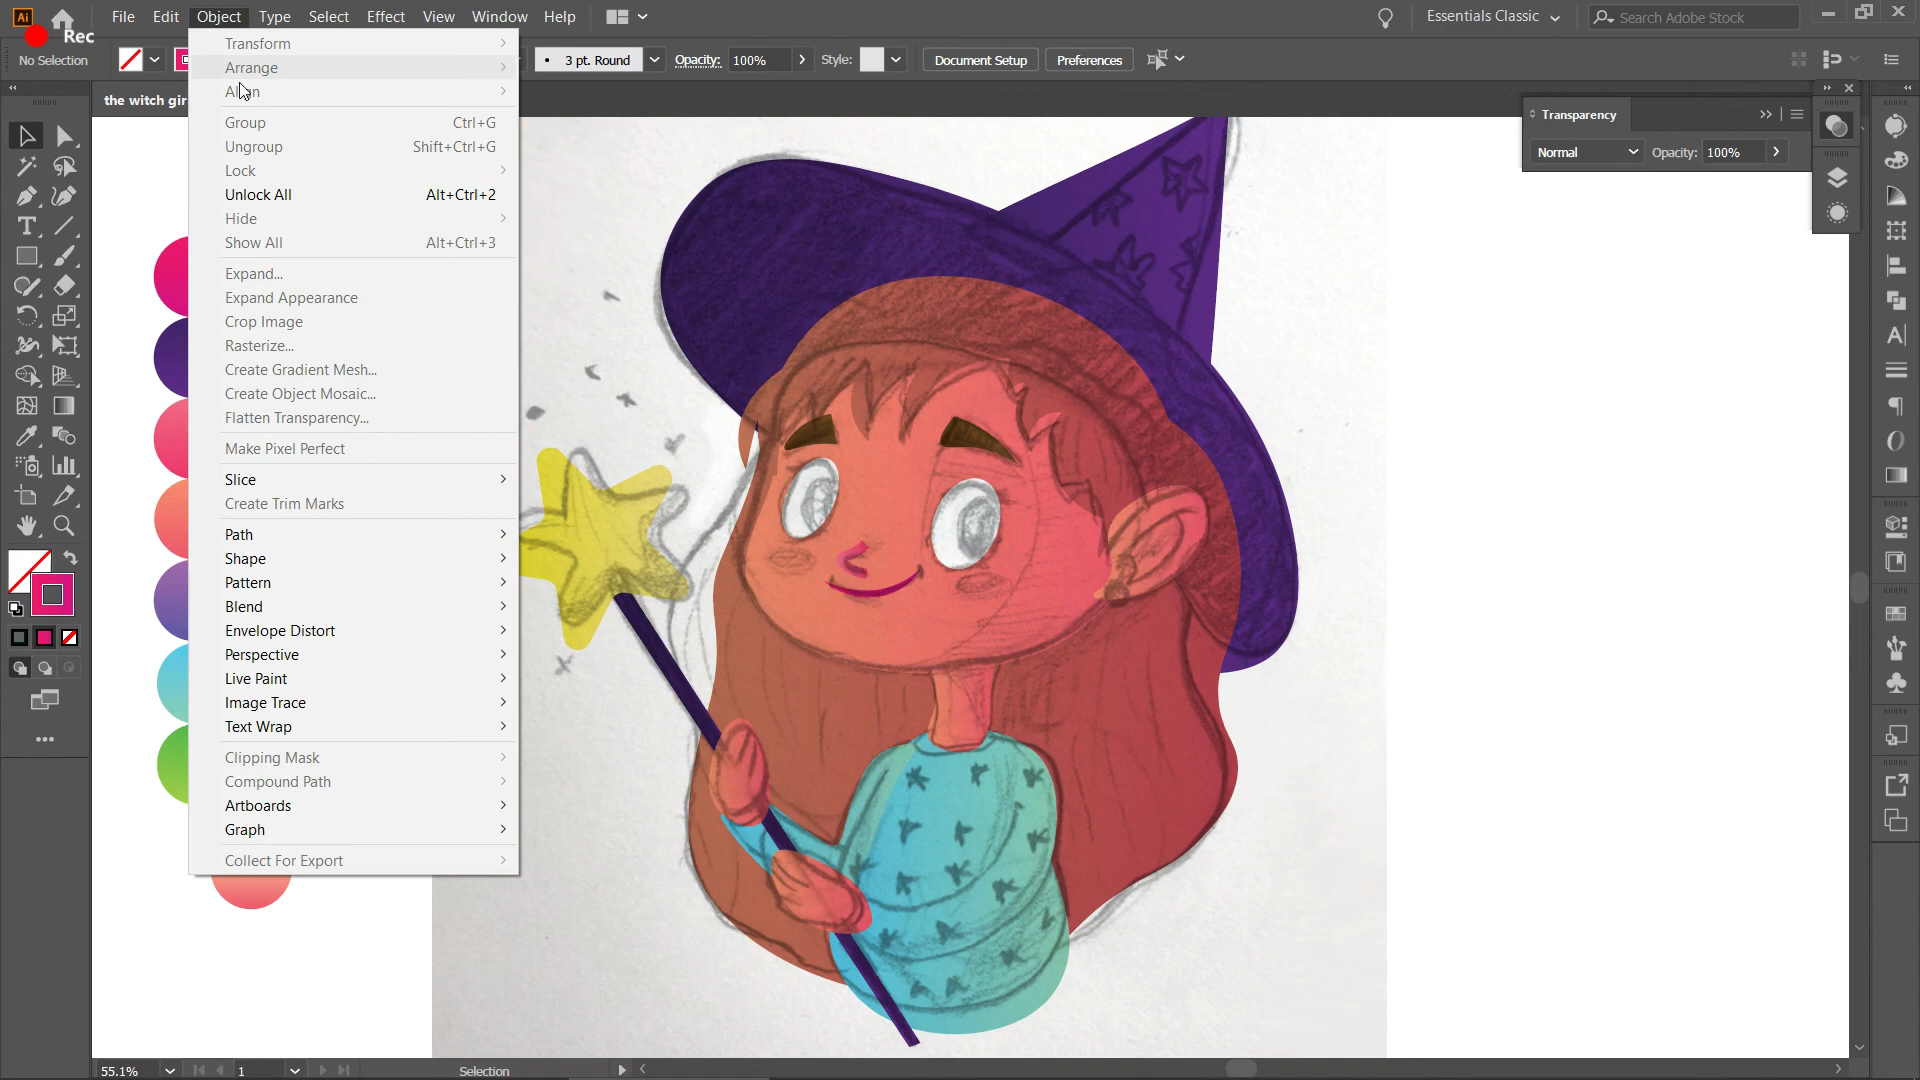 Ai
File Edit Object Type Select Effect View Window Help
Essentials Classic
Search Adobe Stock
Rec
No Selection
3 pt. Round
Opacity: 100%
Style:
Document Setup
Preferences
the witch gir
Transform
Arrange
Group Ctrl+G
Ungroup Shift+Ctrl+G
Lock
Unlock All Alt+Ctrl+2
Hide
Show All Alt+Ctrl+3
Expand...
Expand Appearance
Crop Image
Rasterize...
Create Gradient Mesh...
Create Object Mosaic...
Flatten Transparency...
Make Pixel Perfect
Slice
Create Trim Marks
Path
Shape
Pattern
Blend
Envelope Distort
Perspective
Live Paint
Image Trace
Text Wrap
Clipping Mask
Compound Path
Artboards
Graph
Collect For Export
Transparency
Normal
Opacity: 100%
55.1%
1
Selection